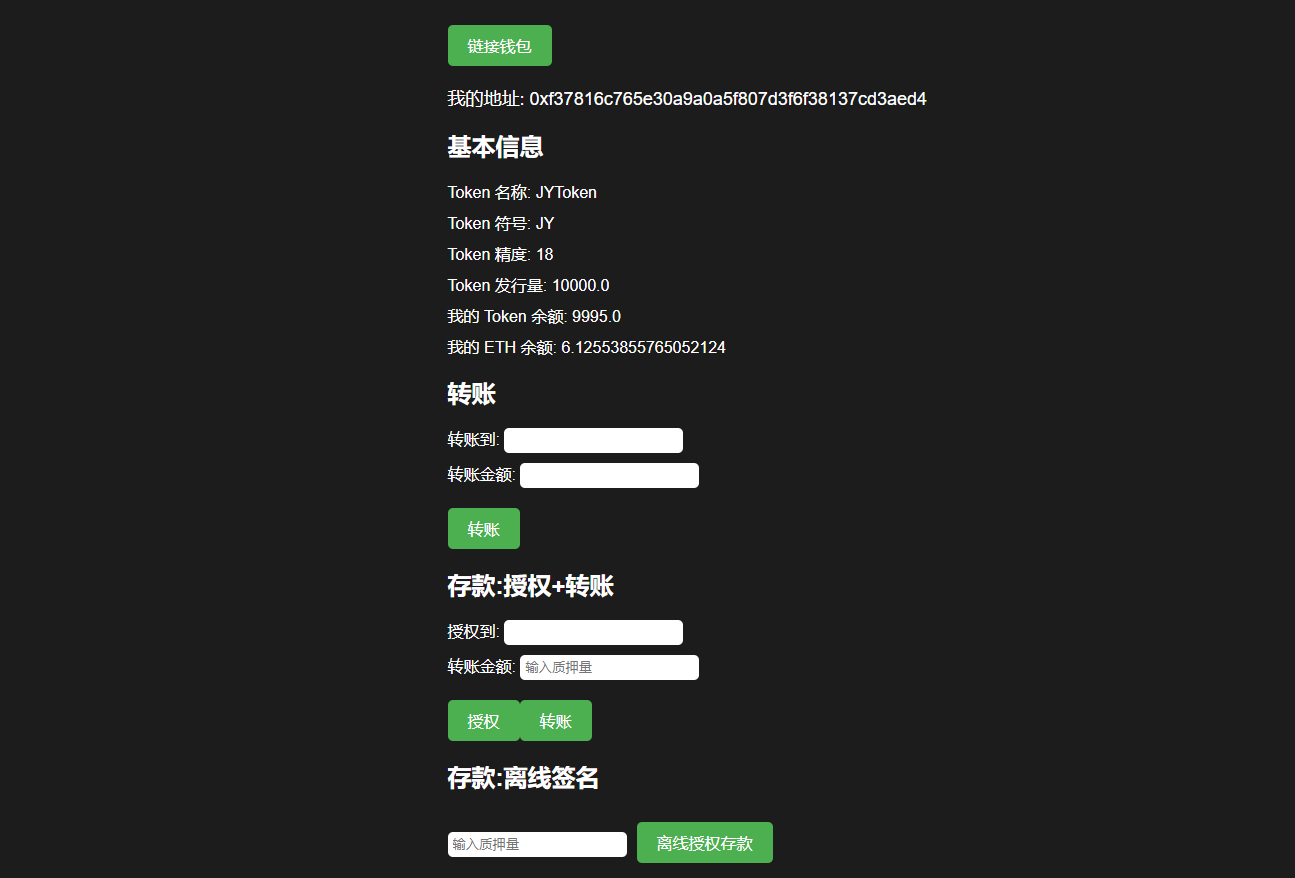 链接钱包
我的地址: 0xf37816c765e30a9a0a5f807d3f6f38137cd3aed4
基本信息
Token 名称: JYToken
Token 符号: JY
Token 精度: 18
Token 发行量: 10000.0
我的 Token 余额: 9995.0
我的 ETH 余额: 6.12553855765052124
转账
转账到:
转账金额:
转账
存款:授权+转账
授权到:
转账金额: 输入质押量
授权 转账
存款:离线签名
输入质押量 离线授权存款